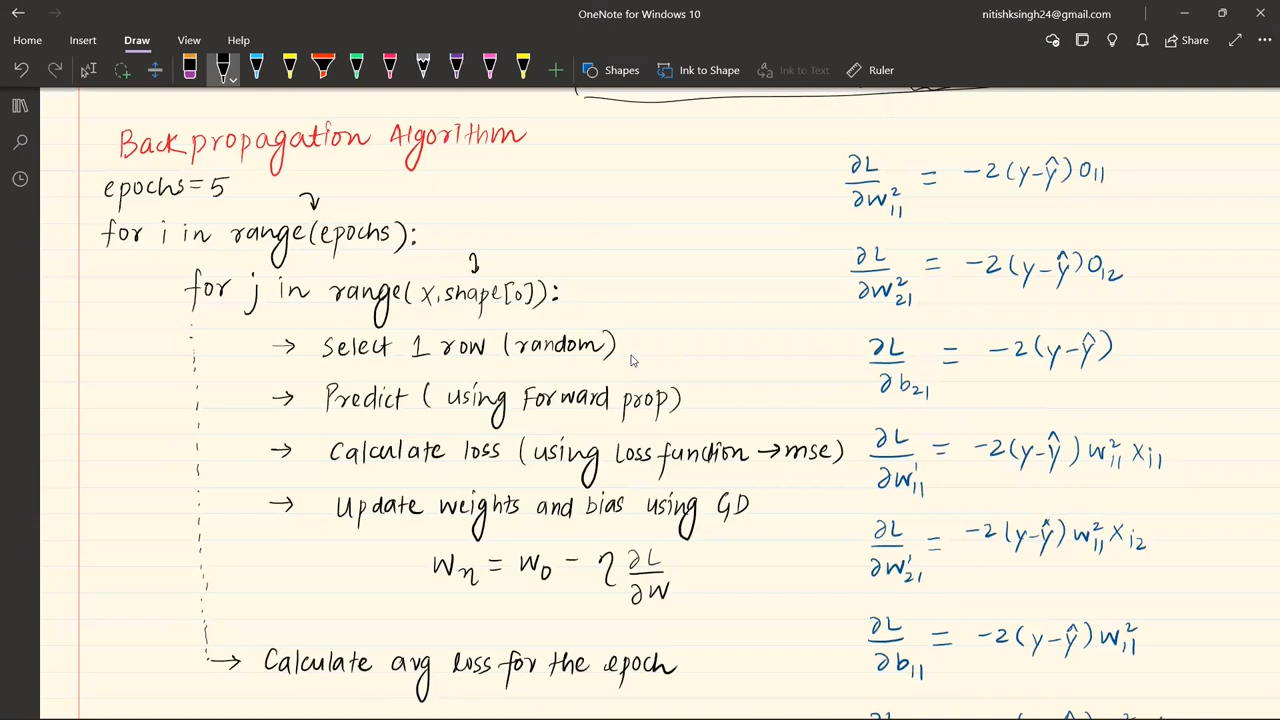 OneNote for Windows 10
nitishksingh24@gmail.com
Home Insert Draw View Help
Share
Shapes Ink to Shape Ink to Text Ruler
Backpropagation Algorithm
epochs = 5
for i in range(epochs):
for j in range(X.shape[0]):
→ Select 1 row (random)
→ Predict (using forward prop)
→ Calculate loss (using loss function → mse)
→ Update weights and bias using GD
Wn = W0 - η ∂L/∂W
→ Calculate avg loss for the epoch
∂L/∂W²11 = -2(y-ŷ)O11
∂L/∂W²21 = -2(y-ŷ)O12
∂L/∂b21 = -2(y-ŷ)
∂L/∂W¹11 = -2(y-ŷ) W²11 Xi1
∂L/∂W¹21 = -2(y-ŷ) W²11 Xi2
∂L/∂b11 = -2(y-ŷ) W²11